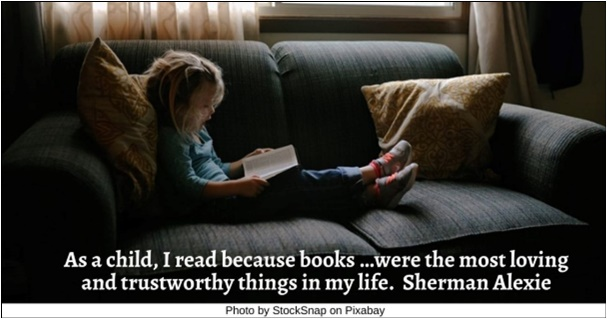 As a child, I read because books ...were the most loving
and trustworthy things in my life.  Sherman Alexie
Photo by StockSnap on Pixabay